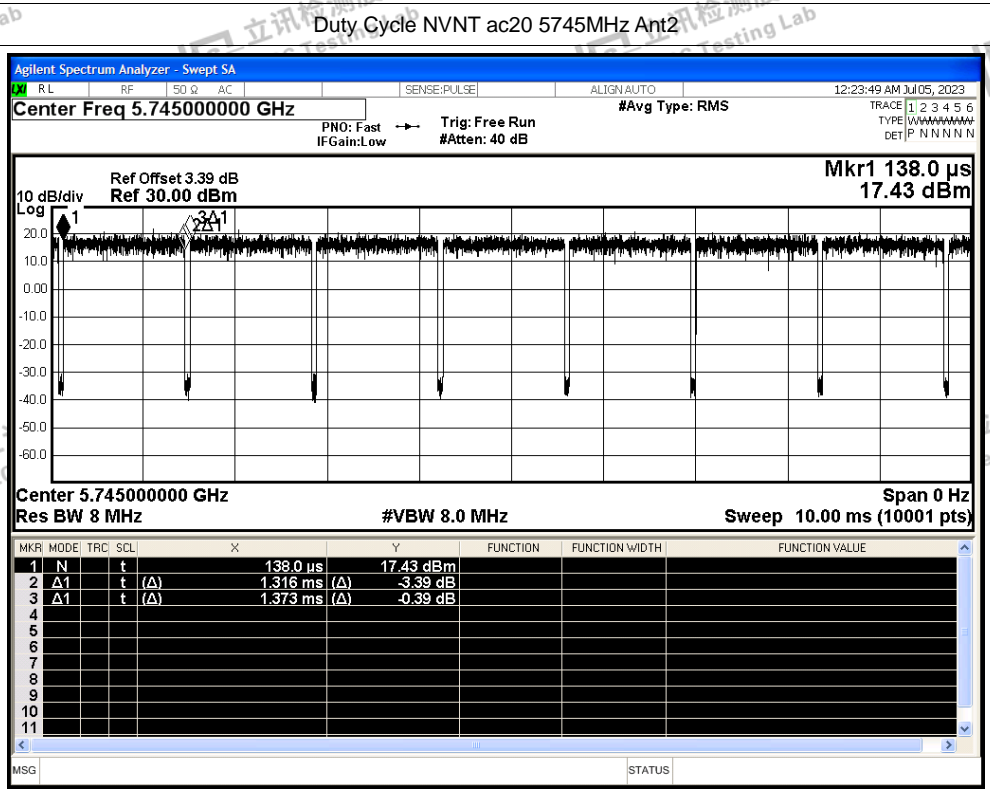 Duty Cycle NVNT ac20 5745MHz Ant2
Agilent Spectrum Analyzer - Swept SA
LXI RL RF 50 Ω AC SENSE:PULSE ALIGN AUTO 12:23:49 AM Jul 05, 2023
Center Freq 5.745000000 GHz #Avg Type: RMS TRACE 1 2 3 4 5 6
PNO: Fast Trig: Free Run TYPE
IFGain:Low #Atten: 40 dB DET P N N N N N
Mkr1 138.0 µs
17.43 dBm
Ref Offset 3.39 dB
10 dB/div Ref 30.00 dBm
Log
1 3Δ1
2Δ1
20.0
10.0
0.00
-10.0
-20.0
-30.0
-40.0
-50.0
-60.0
Center 5.745000000 GHz Span 0 Hz
Res BW 8 MHz #VBW 8.0 MHz Sweep 10.00 ms (10001 pts)
MKR MODE TRC SCL X Y FUNCTION FUNCTION WIDTH FUNCTION VALUE
1 N t 138.0 µs 17.43 dBm
2 Δ1 t (Δ) 1.316 ms (Δ) -3.39 dB
3 Δ1 t (Δ) 1.373 ms (Δ) -0.39 dB
4
5
6
7
8
9
10
11
MSG STATUS